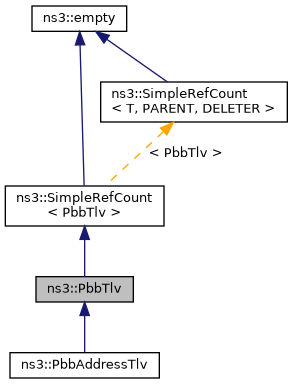 ns3::empty
ns3::SimpleRefCount
< T, PARENT, DELETER >
< PbbTlv >
ns3::SimpleRefCount
< PbbTlv >
ns3::PbbTlv
ns3::PbbAddressTlv